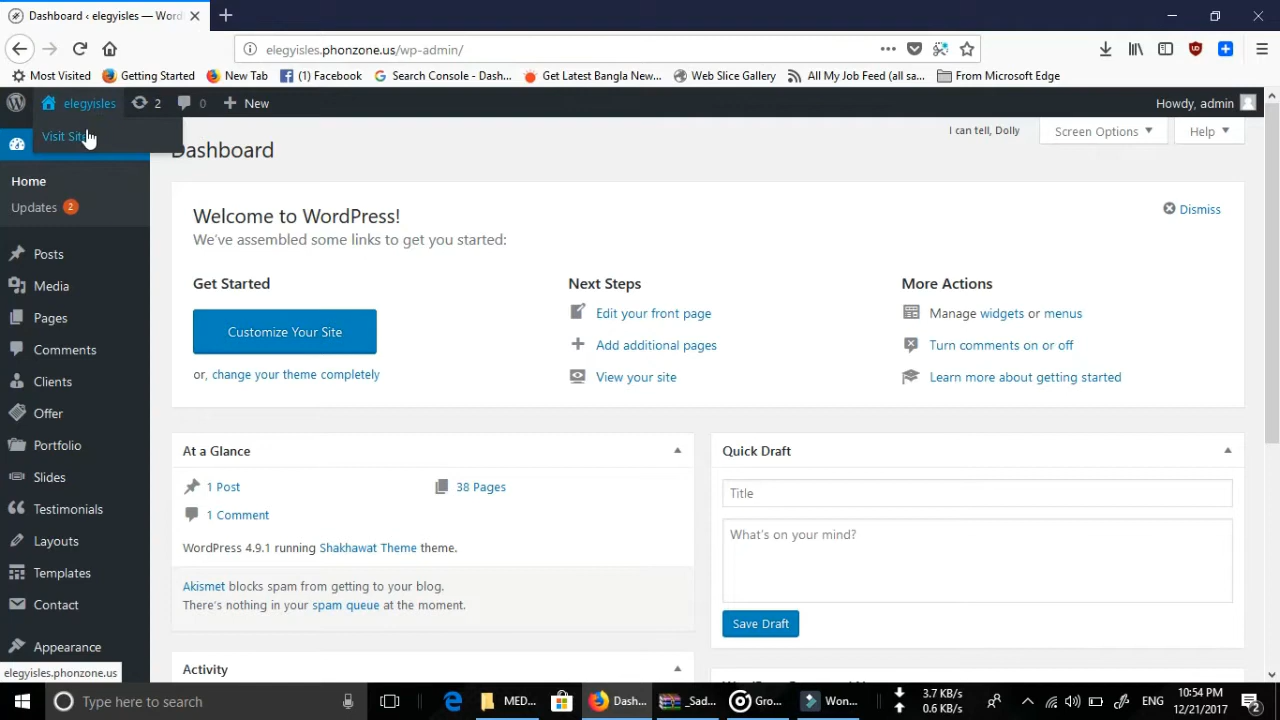 Dashboard ‹ elegyisles — Word
elegyisles.phonzone.us/wp-admin/
Most Visited Getting Started New Tab (1) Facebook Search Console - Dash... Get Latest Bangla New... Web Slice Gallery All My Job Feed (all sa... From Microsoft Edge
elegyisles 2 0 New Howdy, admin
Visit Site
I can tell, Dolly Screen Options Help
Dashboard
Home
Updates 2
Posts
Media
Pages
Comments
Clients
Offer
Portfolio
Slides
Testimonials
Layouts
Templates
Contact
Appearance
elegyisles.phonzone.us
Welcome to WordPress!
Dismiss
We've assembled some links to get you started:
Get Started
Customize Your Site
or, change your theme completely
Next Steps
Edit your front page
Add additional pages
View your site
More Actions
Manage widgets or menus
Turn comments on or off
Learn more about getting started
At a Glance
1 Post 38 Pages
1 Comment
WordPress 4.9.1 running Shakhawat Theme theme.
Akismet blocks spam from getting to your blog.
There's nothing in your spam queue at the moment.
Activity
Quick Draft
Title
What's on your mind?
Save Draft
Type here to search
MED... Dash... _Sad... Gro... Won...
3.7 KB/s
0.6 KB/s
ENG
10:54 PM
12/21/2017
2